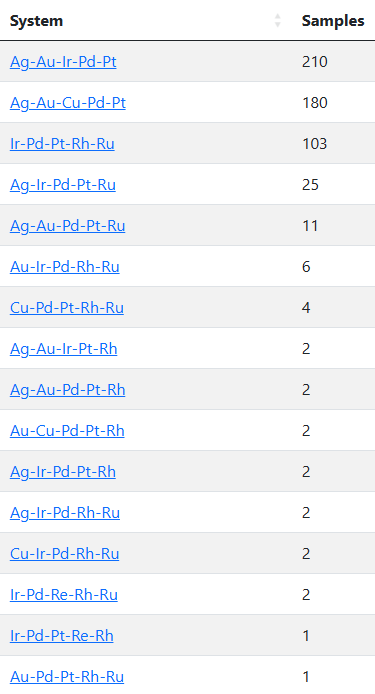 System Samples
Ag-Au-Ir-Pd-Pt 210
Ag-Au-Cu-Pd-Pt 180
Ir-Pd-Pt-Rh-Ru 103
Ag-Ir-Pd-Pt-Ru 25
Ag-Au-Pd-Pt-Ru 11
Au-Ir-Pd-Rh-Ru 6
Cu-Pd-Pt-Rh-Ru 4
Ag-Au-Ir-Pt-Rh 2
Ag-Au-Pd-Pt-Rh 2
Au-Cu-Pd-Pt-Rh 2
Ag-Ir-Pd-Pt-Rh 2
Ag-Ir-Pd-Rh-Ru 2
Cu-Ir-Pd-Rh-Ru 2
Ir-Pd-Re-Rh-Ru 2
Ir-Pd-Pt-Re-Rh 1
Au-Pd-Pt-Rh-Ru 1